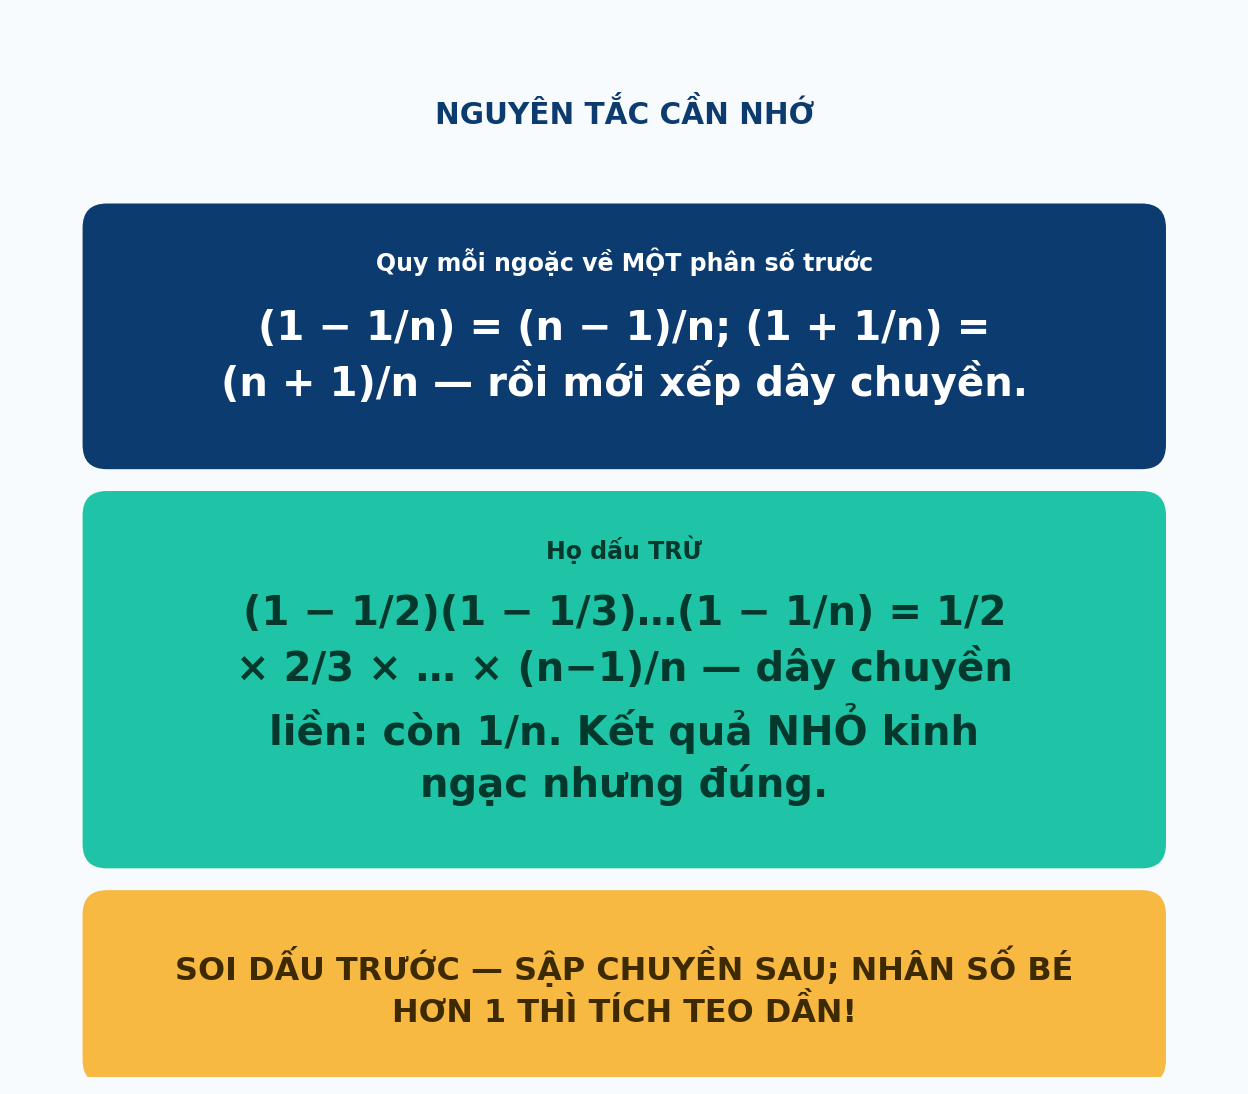 NGUYÊN TẮC CẦN NHỚ
Quy mỗi ngoặc về MỘT phân số trước
(1 − 1/n) = (n − 1)/n; (1 + 1/n) =
(n + 1)/n — rồi mới xếp dây chuyền.
Họ dấu TRỪ
(1 − 1/2)(1 − 1/3)…(1 − 1/n) = 1/2
× 2/3 × … × (n−1)/n — dây chuyền
liền: còn 1/n. Kết quả NHỎ kinh
ngạc nhưng đúng.
SOI DẤU TRƯỚC — SẬP CHUYỀN SAU; NHÂN SỐ BÉ
HƠN 1 THÌ TÍCH TEO DẦN!